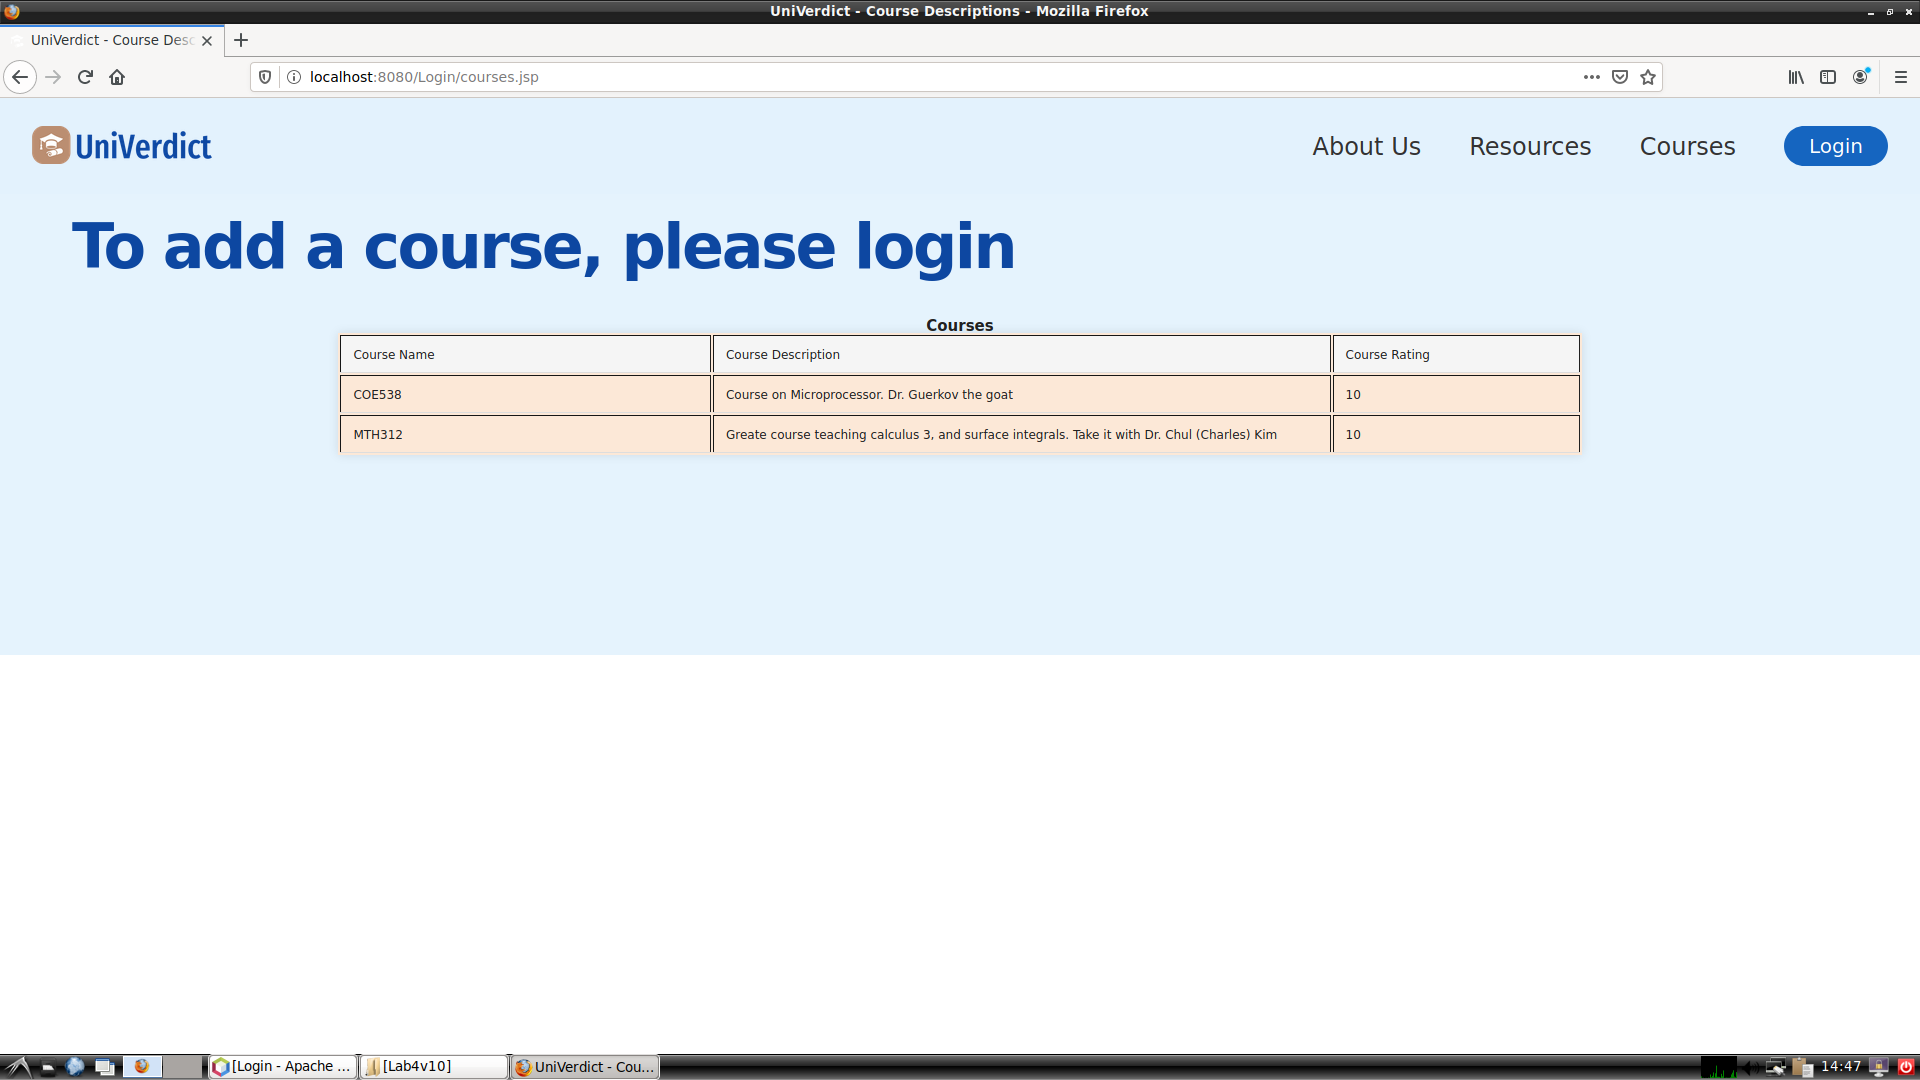 UniVerdict - Course Descriptions - Mozilla Firefox
UniVerdict - Course Desc
localhost:8080/Login/courses.jsp
UniVerdict
About Us
Resources
Courses
Login
To add a course, please login
Courses
Course Name Course Description Course Rating
COE538 Course on Microprocessor. Dr. Guerkov the goat 10
MTH312 Greate course teaching calculus 3, and surface integrals. Take it with Dr. Chul (Charles) Kim 10
[Login - Apache ...
[Lab4v10]
UniVerdict - Cou...
14:47